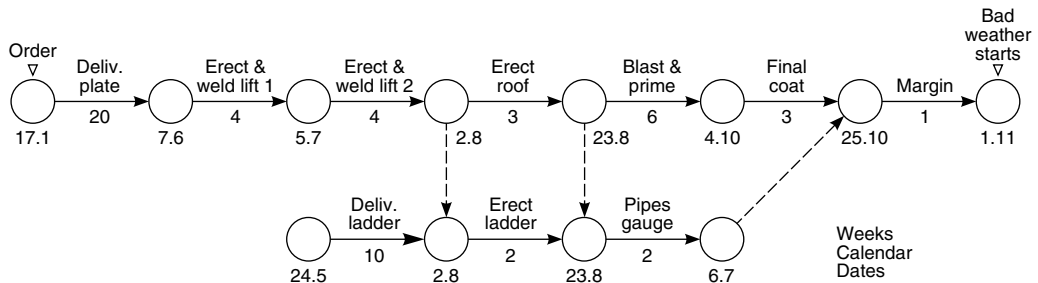 Bad
weather
starts
Order
Deliv.
plate
Erect &
weld lift 1
Erect &
weld lift 2
Erect
roof
Blast &
prime
Final
coat
Margin
20
4
4
3
6
3
1
17.1
7.6
5.7
2.8
23.8
4.10
25.10
1.11
Deliv.
ladder
Erect
ladder
Pipes
gauge
10
2
2
24.5
2.8
23.8
6.7
Weeks
Calendar
Dates